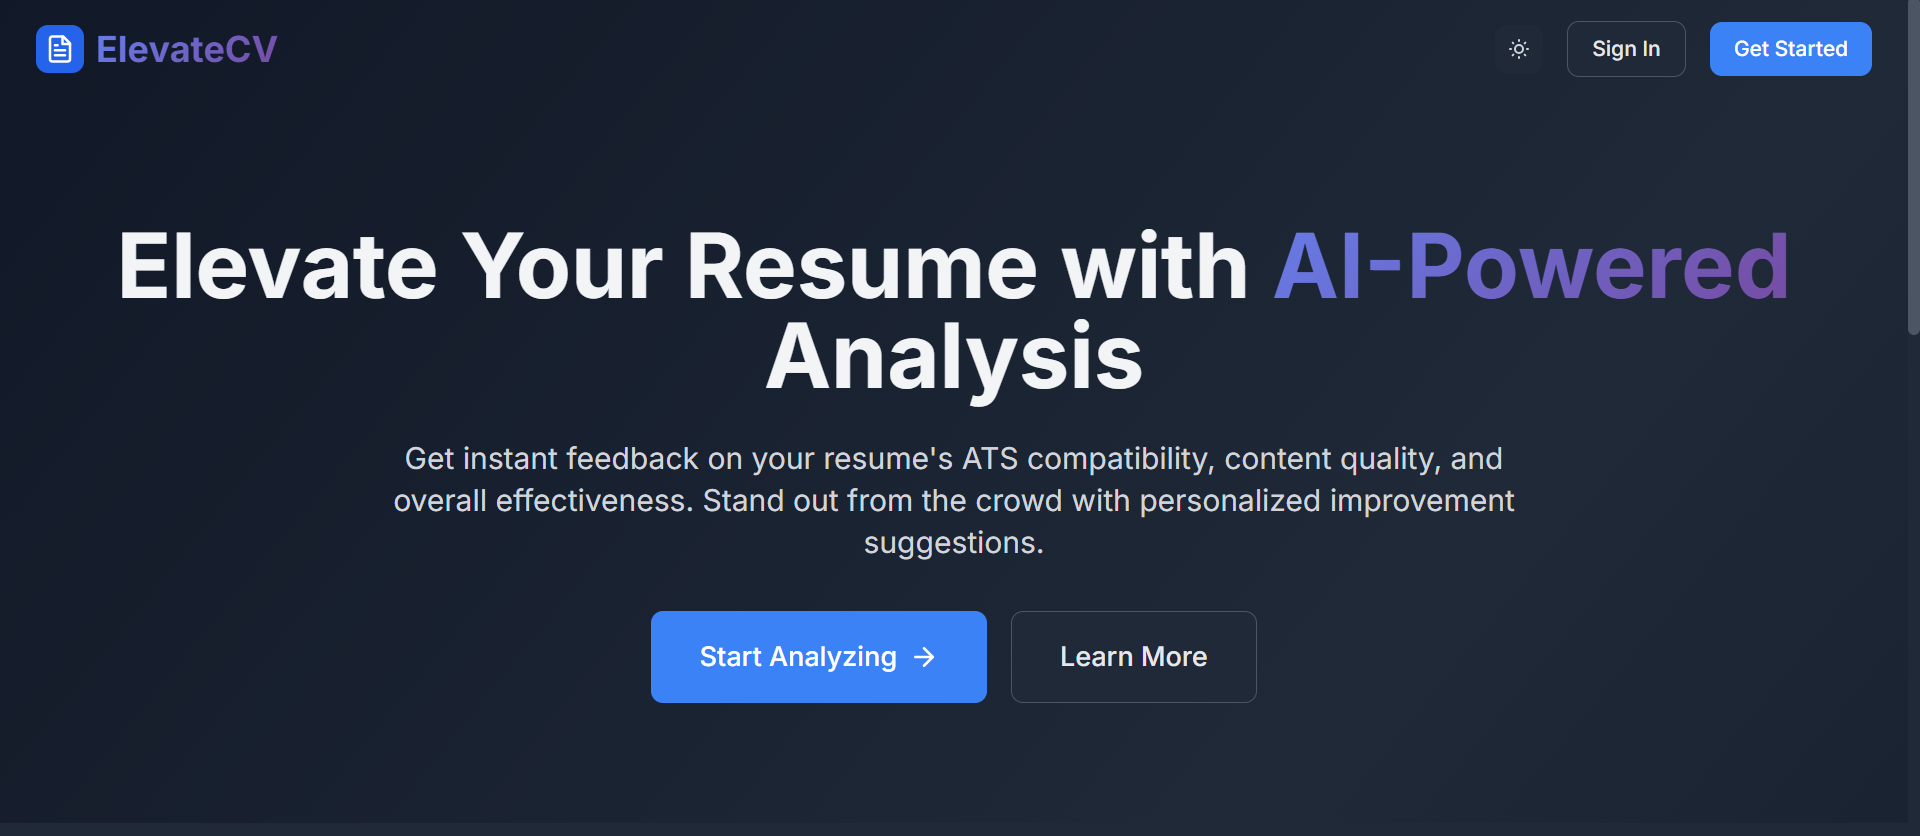 ElevateCV
Sign In
Get Started
Elevate Your Resume with AI-Powered
Analysis
Get instant feedback on your resume's ATS compatibility, content quality, and
overall effectiveness. Stand out from the crowd with personalized improvement
suggestions.
Start Analyzing →
Learn More